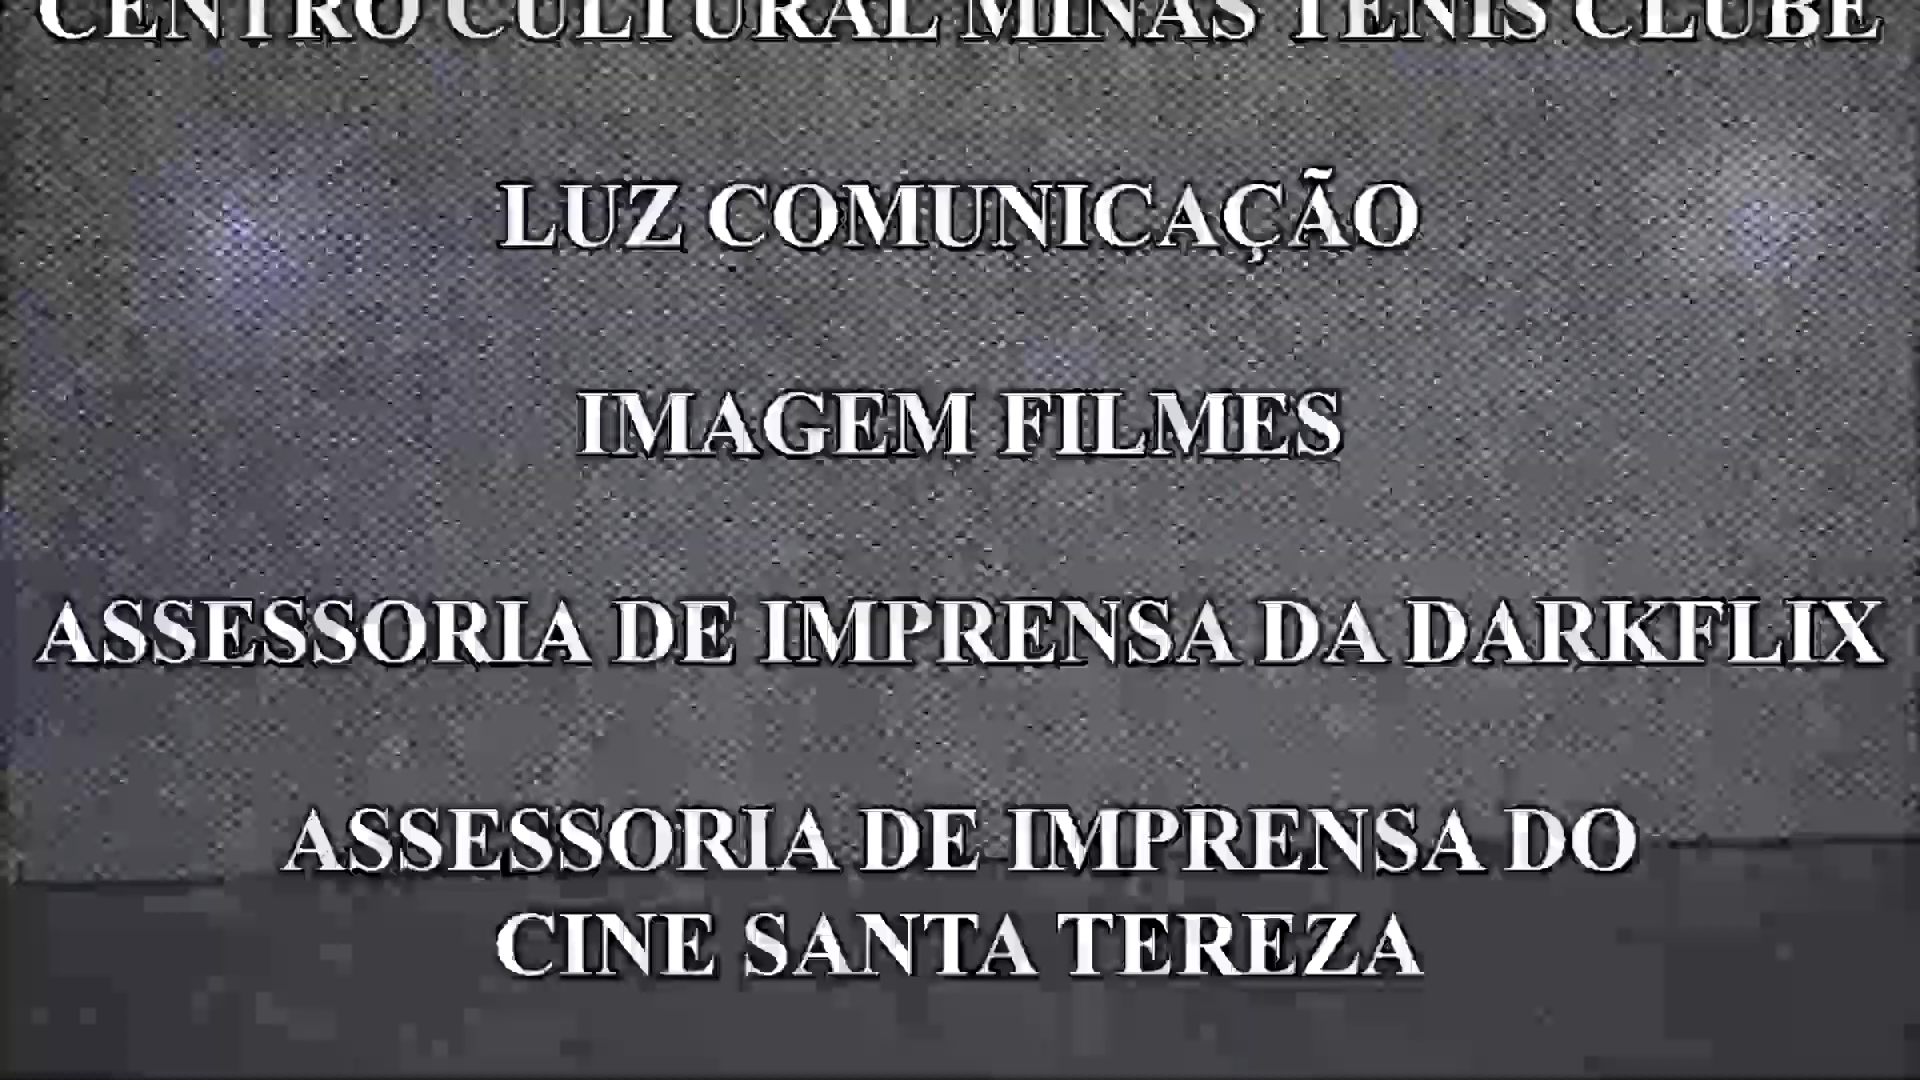 CENTRO CULTURAL MINAS TÊNIS CLUBE
LUZ COMUNICAÇÃO
IMAGEM FILMES
ASSESSORIA DE IMPRENSA DA DARKFLIX
ASSESSORIA DE IMPRENSA DO
CINE SANTA TEREZA